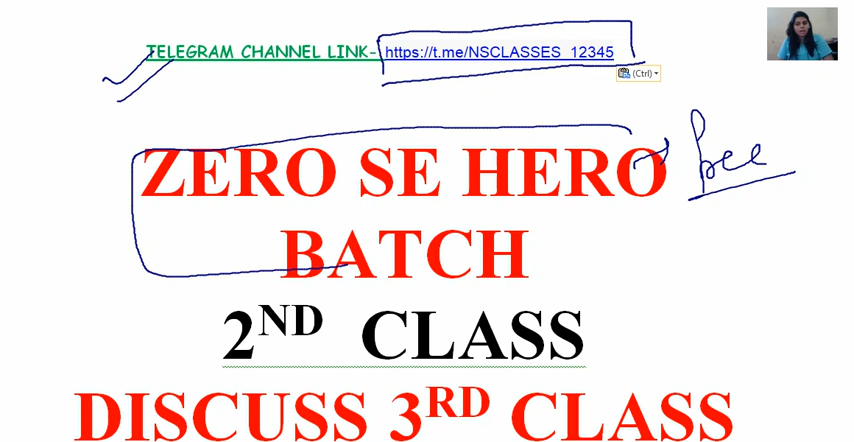 TELEGRAM CHANNEL LINK- https://t.me/NSCLASSES_12345
(Ctrl)
ZERO SE HERO
free
BATCH
2ND CLASS
DISCUSS 3RD CLASS